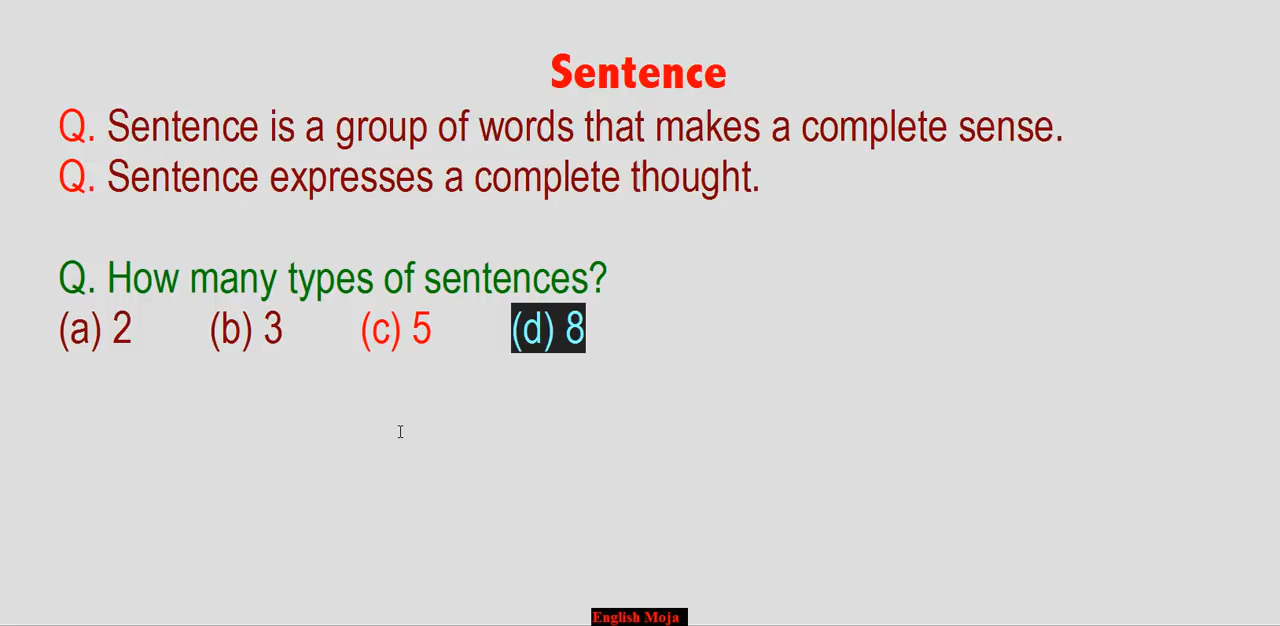 Sentence
Q. Sentence is a group of words that makes a complete sense.
Q. Sentence expresses a complete thought.
Q. How many types of sentences?
(a) 2 (b) 3 (c) 5 (d) 8
English Moja